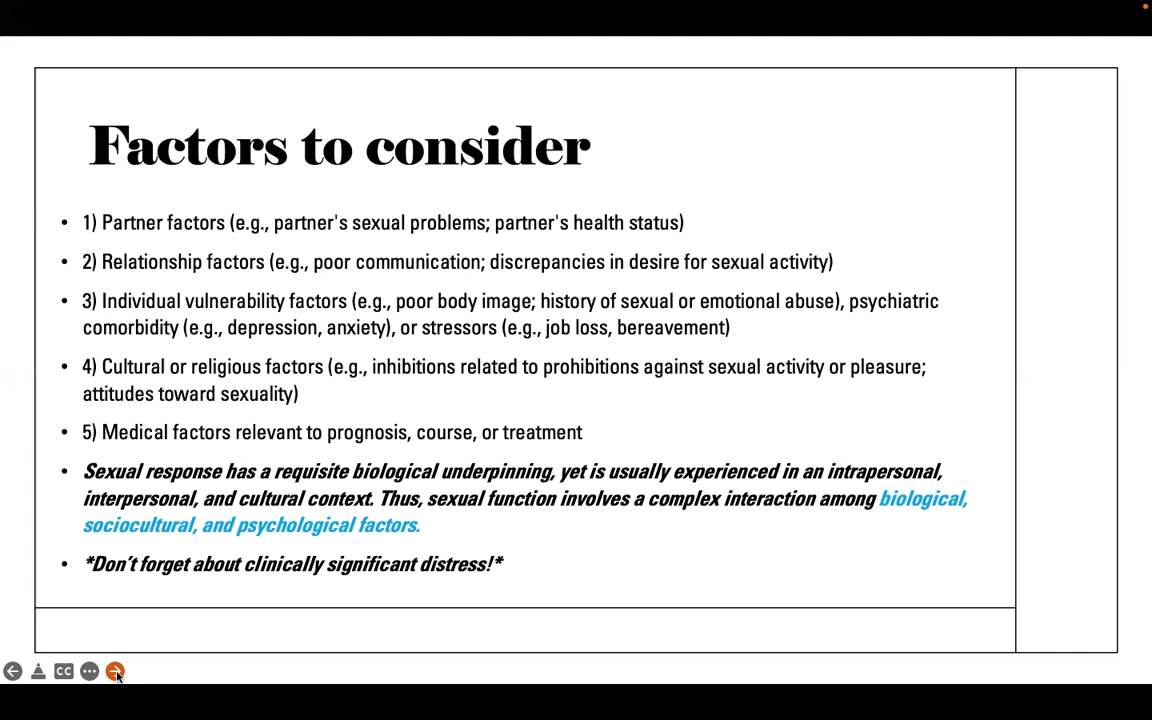 Factors to consider
• 1) Partner factors (e.g., partner's sexual problems; partner's health status)
• 2) Relationship factors (e.g., poor communication; discrepancies in desire for sexual activity)
• 3) Individual vulnerability factors (e.g., poor body image; history of sexual or emotional abuse), psychiatric
comorbidity (e.g., depression, anxiety), or stressors (e.g., job loss, bereavement)
• 4) Cultural or religious factors (e.g., inhibitions related to prohibitions against sexual activity or pleasure;
attitudes toward sexuality)
• 5) Medical factors relevant to prognosis, course, or treatment
• Sexual response has a requisite biological underpinning, yet is usually experienced in an intrapersonal,
interpersonal, and cultural context. Thus, sexual function involves a complex interaction among biological,
sociocultural, and psychological factors.
• *Don't forget about clinically significant distress!*
CC